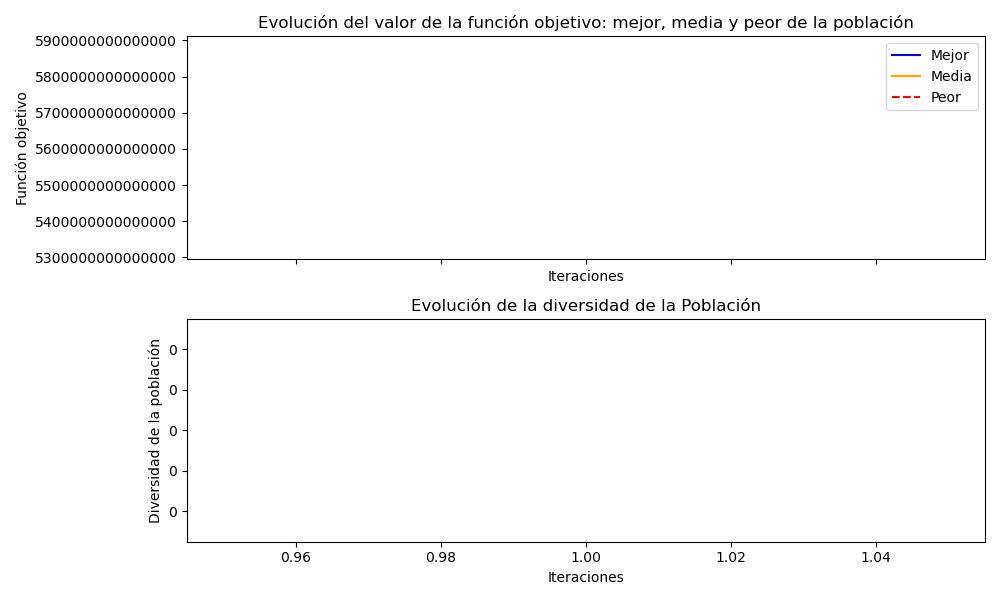 Evolución del valor de la función objetivo: mejor, media y peor de la población
5900000000000000
5800000000000000
5700000000000000
5600000000000000
5500000000000000
5400000000000000
5300000000000000
Función objetivo
Mejor
Media
Peor
Iteraciones
Evolución de la diversidad de la Población
0
0
0
0
0
Diversidad de la población
0.96 0.98 1.00 1.02 1.04
Iteraciones